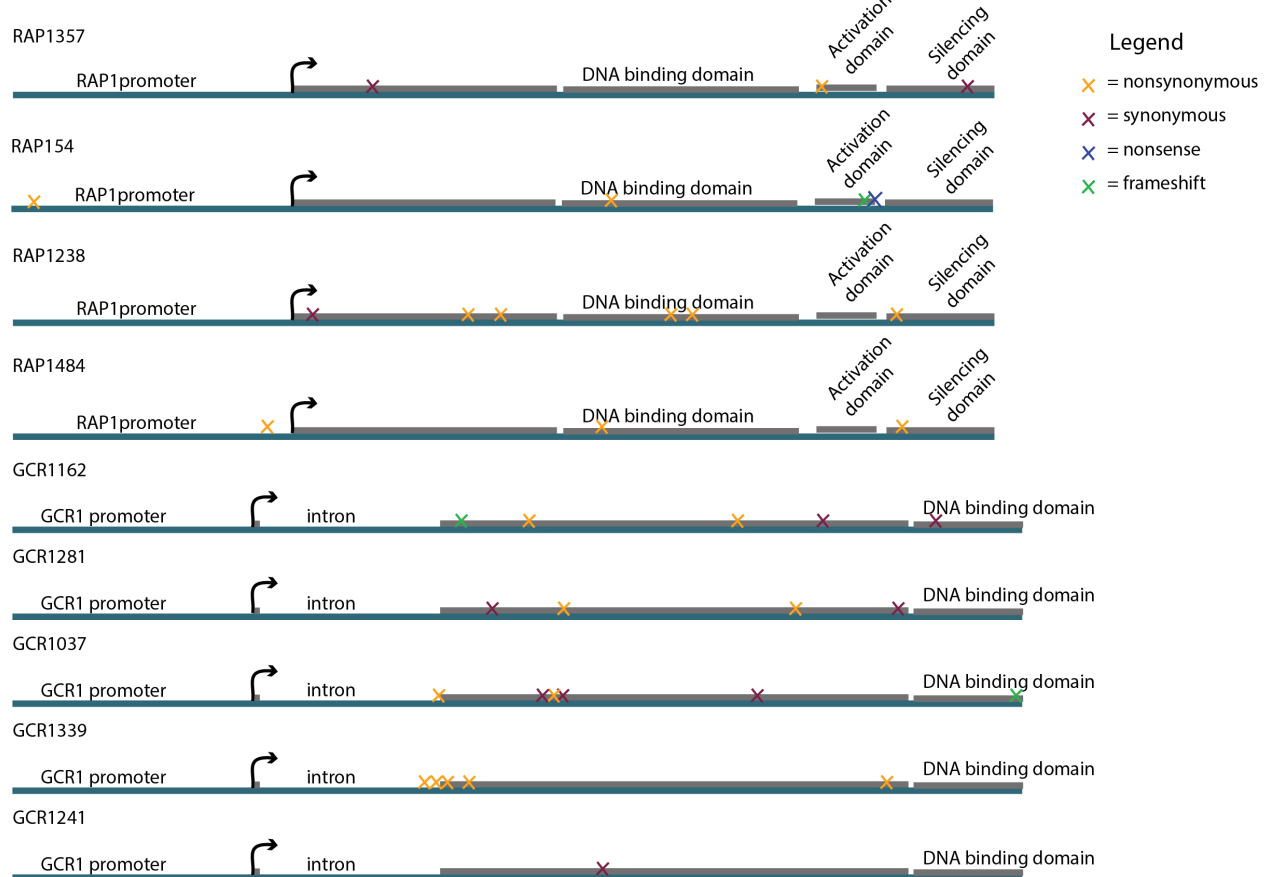 RAP1357
RAP1promoter
DNA binding domain
Activation
domain
Silencing
domain
Legend
= nonsynonymous
= synonymous
= nonsense
= frameshift
RAP154
RAP1promoter
DNA binding domain
Activation
domain
Silencing
domain
RAP1238
RAP1promoter
DNA binding domain
Activation
domain
Silencing
domain
RAP1484
RAP1promoter
DNA binding domain
Activation
domain
Silencing
domain
GCR1162
GCR1 promoter
intron
DNA binding domain
GCR1281
GCR1 promoter
intron
DNA binding domain
GCR1037
GCR1 promoter
intron
DNA binding domain
GCR1339
GCR1 promoter
intron
DNA binding domain
GCR1241
GCR1 promoter
intron
DNA binding domain